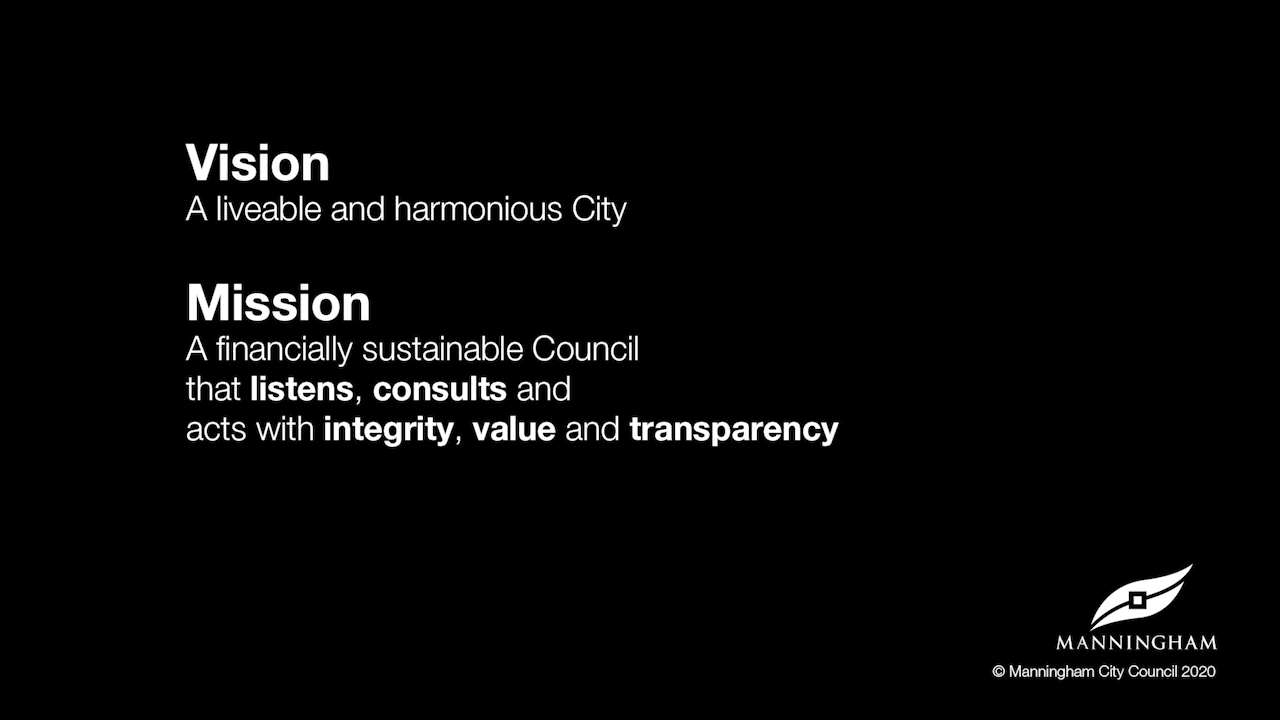 Vision
A liveable and harmonious City
Mission
A financially sustainable Council
that listens, consults and
acts with integrity, value and transparency
MANNINGHAM
© Manningham City Council 2020